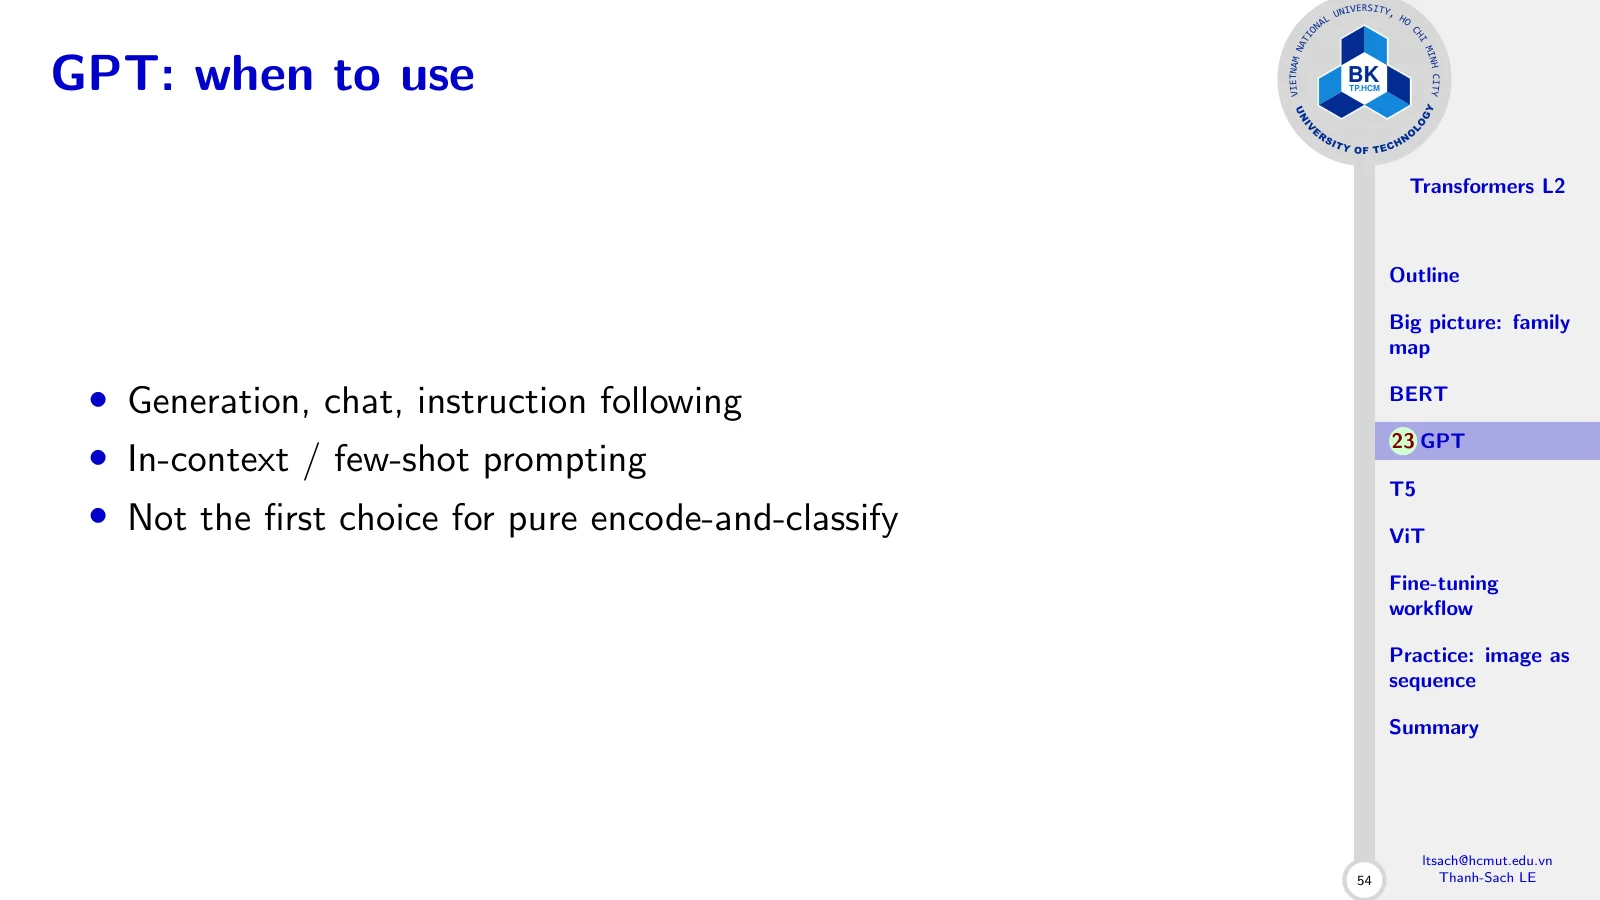 GPT: when to use
• Generation, chat, instruction following
• In-context / few-shot prompting
• Not the first choice for pure encode-and-classify
VIETNAM NATIONAL UNIVERSITY, HO CHI MINH CITY
BK
TP.HCM
UNIVERSITY OF TECHNOLOGY
Transformers L2
Outline
Big picture: family
map
BERT
23 GPT
T5
ViT
Fine-tuning
workflow
Practice: image as
sequence
Summary
ltsach@hcmut.edu.vn
Thanh-Sach LE
54